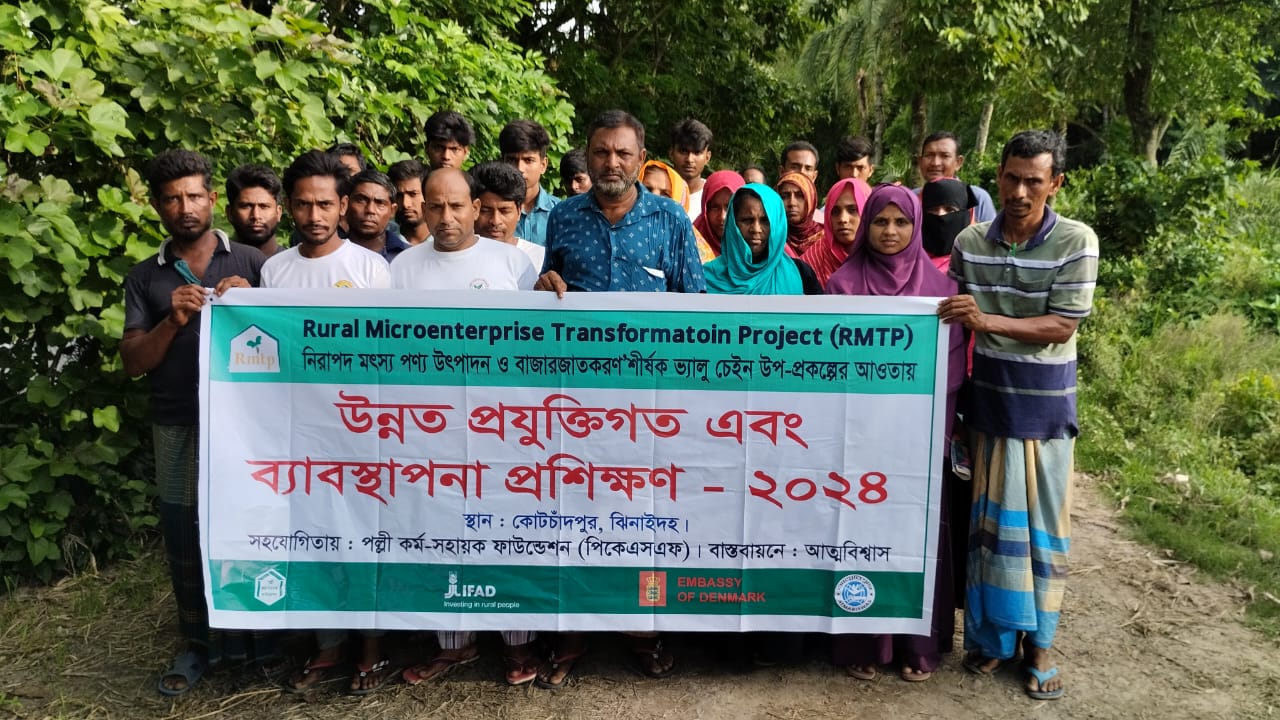 Rural Microenterprise Transformatoin Project (RMTP)
Rmtp
নিরাপদ মৎস্য পণ্য উৎপাদন ও বাজারজাতকরণ'শীর্ষক ভ্যালু চেইন উপ-প্রকল্পের আওতায়
উন্নত প্রযুক্তিগত এবং
ব্যাবস্থাপনা প্রশিক্ষণ - ২০২৪
স্থান : কোটচাঁদপুর, ঝিনাইদহ।
সহযোগিতায় : পল্লী কর্ম-সহায়ক ফাউন্ডেশন (পিকেএসএফ)। বাস্তবায়নে : আত্মবিশ্বাস
JLIFAD
Investing in rural people
EMBASSY
OF DENMARK